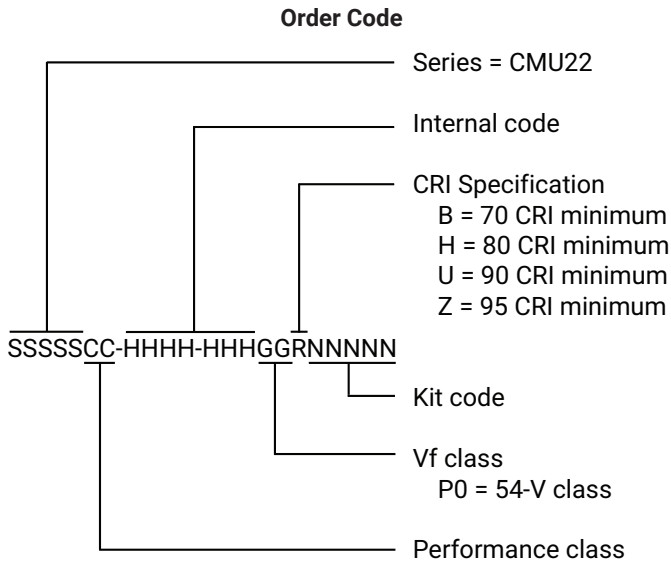 Order Code
Series = CMU22
Internal code
CRI Specification
B = 70 CRI minimum
H = 80 CRI minimum
U = 90 CRI minimum
Z = 95 CRI minimum
SSSSSCC-HHHH-HHHGGRNNNNN
Kit code
Vf class
P0 = 54-V class
Performance class